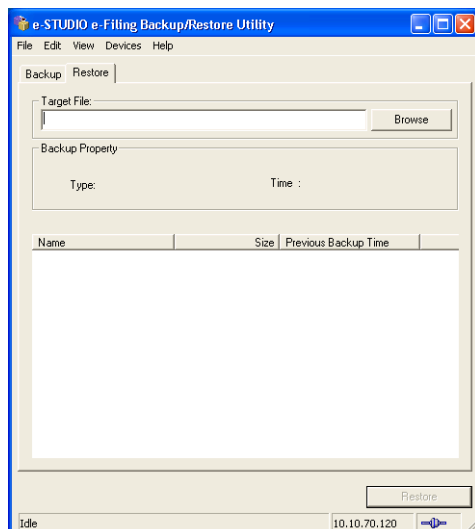 e-STUDIO e-Filing Backup/Restore Utility
File Edit View Devices Help
Backup Restore
Target File:
Browse
Backup Property
Type: Time :
Name Size Previous Backup Time
Restore
Idle 10.10.70.120